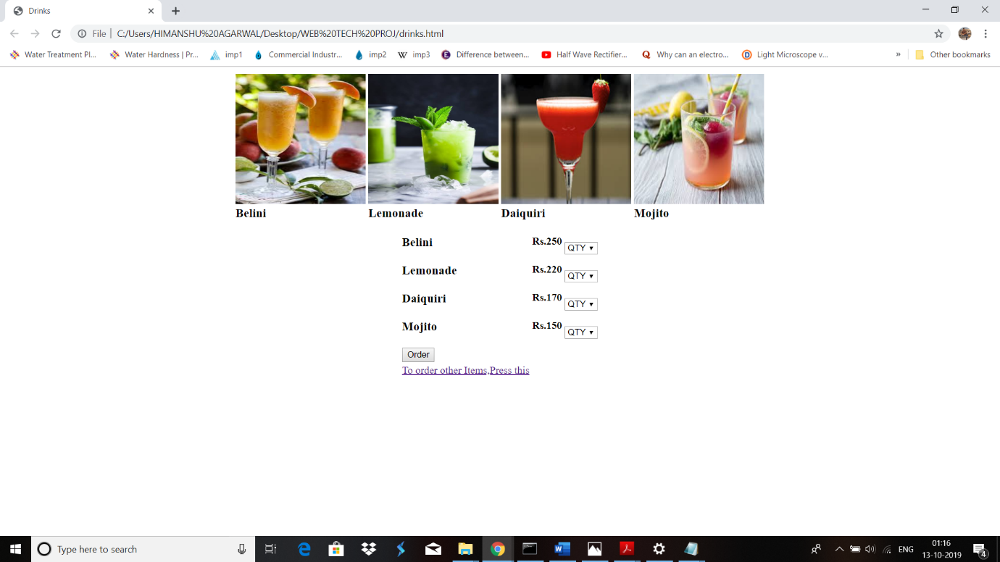 Drinks
File C:/Users/HIMANSHU%20AGARWAL/Desktop/WEB%20TECH%20PROJ/drinks.html
Water Treatment Pl... Water Hardness | Pr... imp1 Commercial Industr... imp2 W imp3 E Difference between... Half Wave Rectifier... Q Why can an electro... D Light Microscope v... » Other bookmarks
Belini Lemonade Daiquiri Mojito
Belini Rs.250 QTY
Lemonade Rs.220 QTY
Daiquiri Rs.170 QTY
Mojito Rs.150 QTY
Order
To order other Items,Press this
Type here to search ENG 01:16
13-10-2019 4